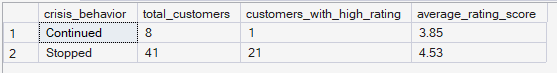 crisis_behavior total_customers customers_with_high_rating average_rating_score
1 Continued 8 1 3.85
2 Stopped 41 21 4.53